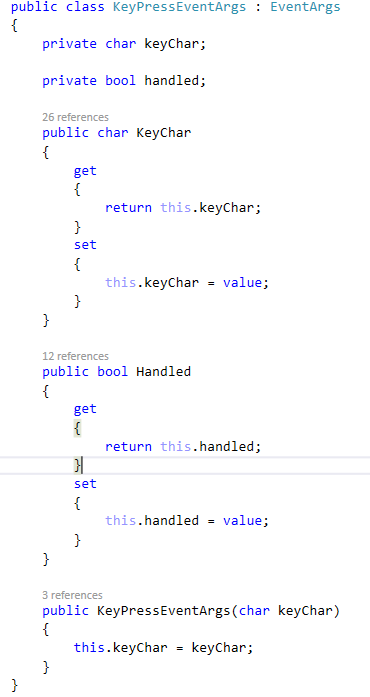 public class KeyPressEventArgs : EventArgs
{
    private char keyChar;

    private bool handled;

    26 references
    public char KeyChar
    {
        get
        {
            return this.keyChar;
        }
        set
        {
            this.keyChar = value;
        }
    }

    12 references
    public bool Handled
    {
        get
        {
            return this.handled;
        }
        set
        {
            this.handled = value;
        }
    }

    3 references
    public KeyPressEventArgs(char keyChar)
    {
        this.keyChar = keyChar;
    }
}